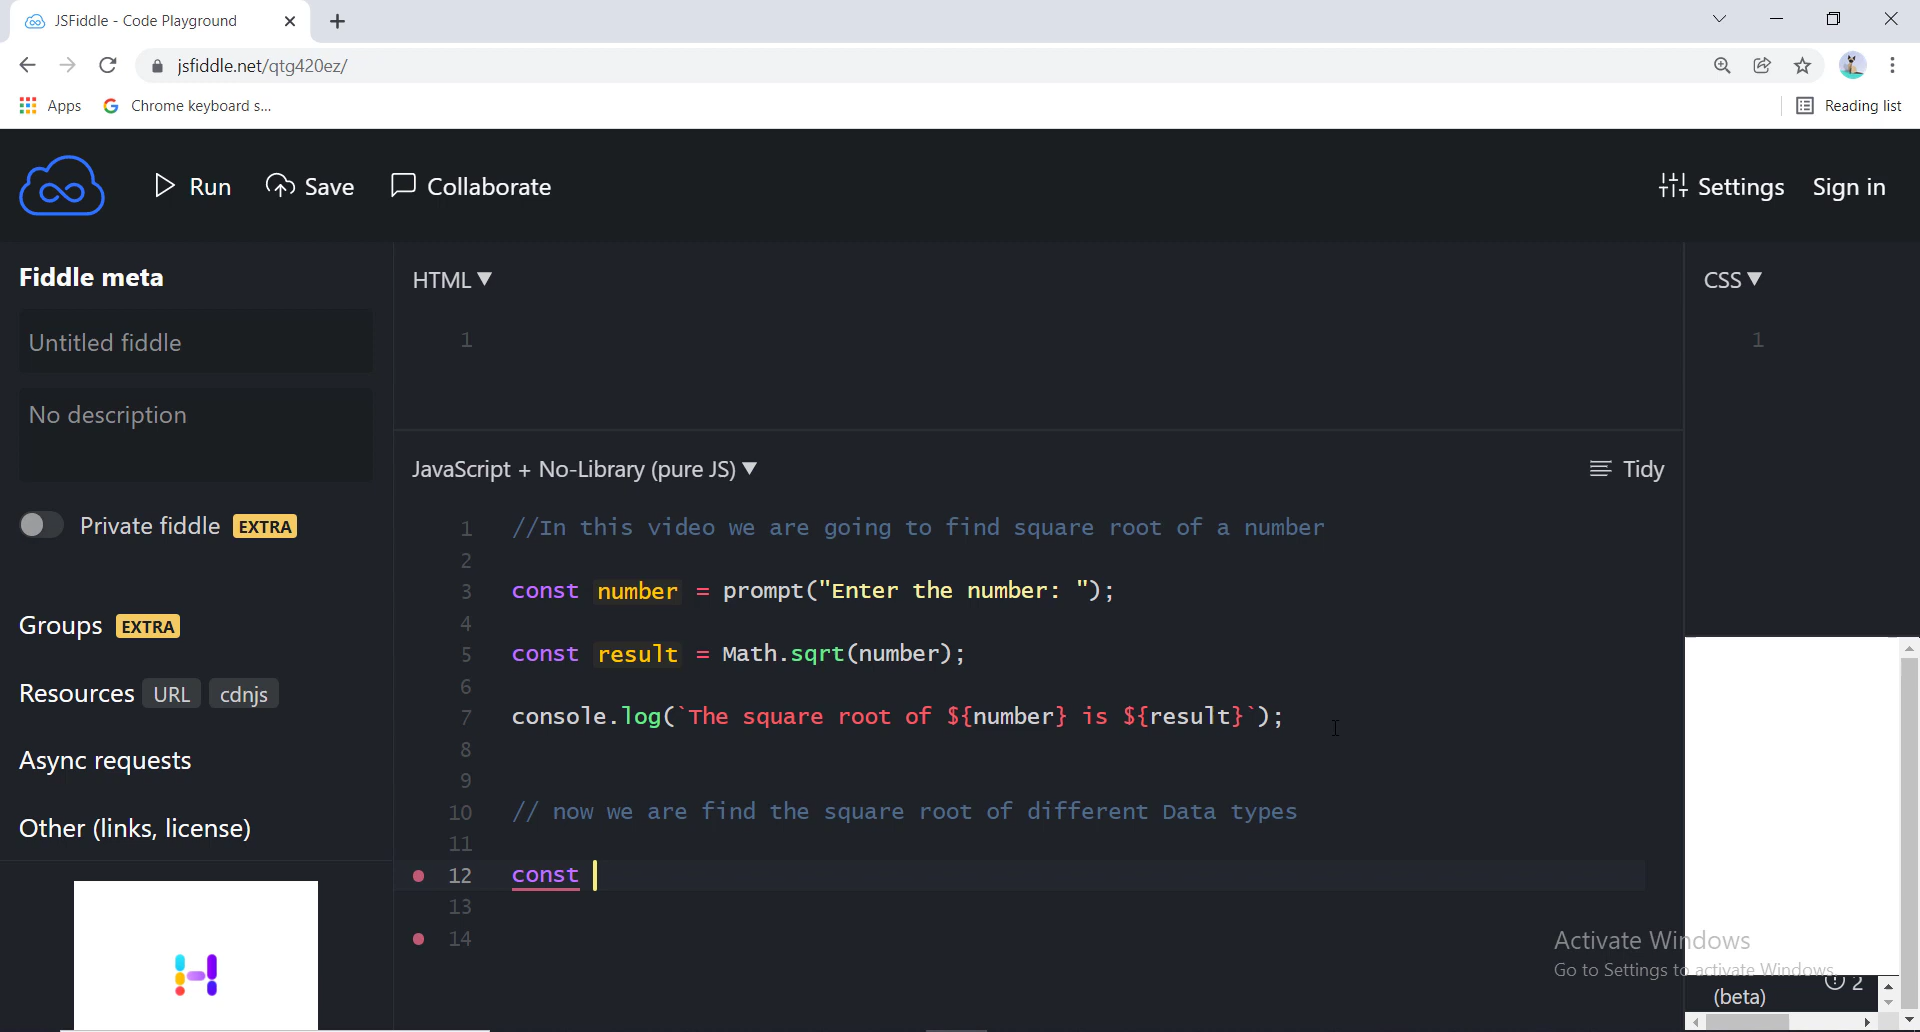 JSFiddle - Code Playground
jsfiddle.net/qtg420ez/
Apps
Chrome keyboard s...
Reading list
Run
Save
Collaborate
Settings
Sign in
Fiddle meta
Untitled fiddle
No description
Private fiddle EXTRA
Groups EXTRA
Resources URL cdnjs
Async requests
Other (links, license)
HTML▼
1
CSS▼
1
JavaScript + No-Library (pure JS)▼
Tidy
1 //In this video we are going to find square root of a number
2
3 const number = prompt("Enter the number: ");
4
5 const result = Math.sqrt(number);
6
7 console.log(`The square root of ${number} is ${result}`);
8
9
10 // now we are find the square root of different Data types
11
12 const
13
14
Activate Windows
Go to Settings to activate Windows.
(beta)
2